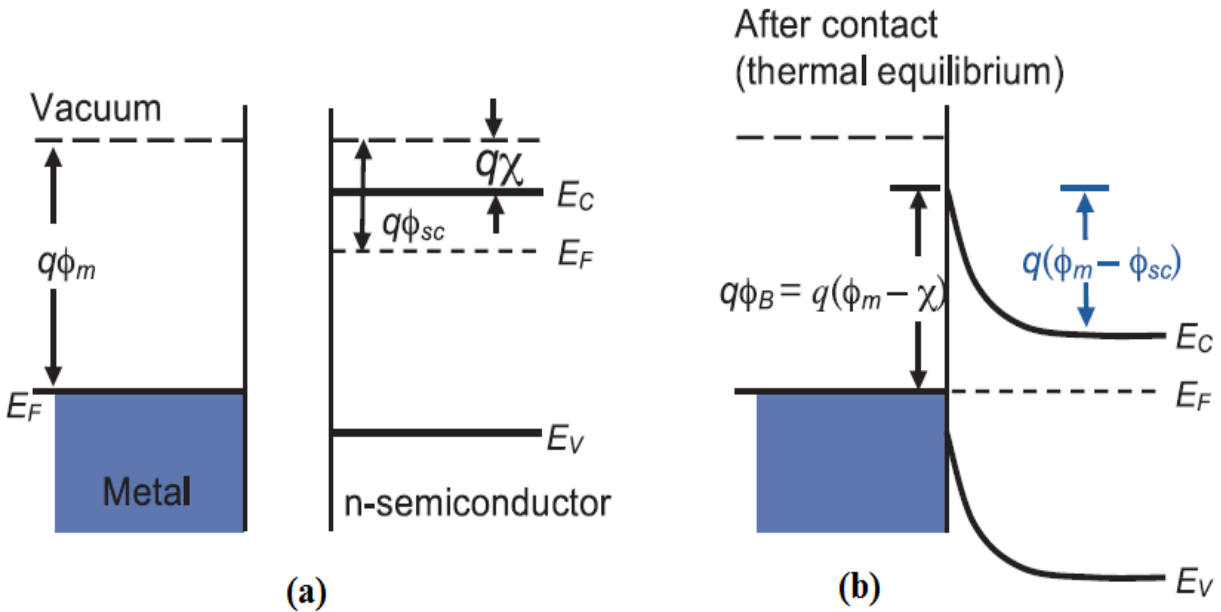 Vacuum
qχ
E_C
qϕ_sc
E_F
qϕ_m
E_F
E_V
Metal
n-semiconductor
(a)
After contact
(thermal equilibrium)
q(ϕ_m – ϕ_sc)
qϕ_B = q(ϕ_m – χ)
E_C
E_F
E_V
(b)